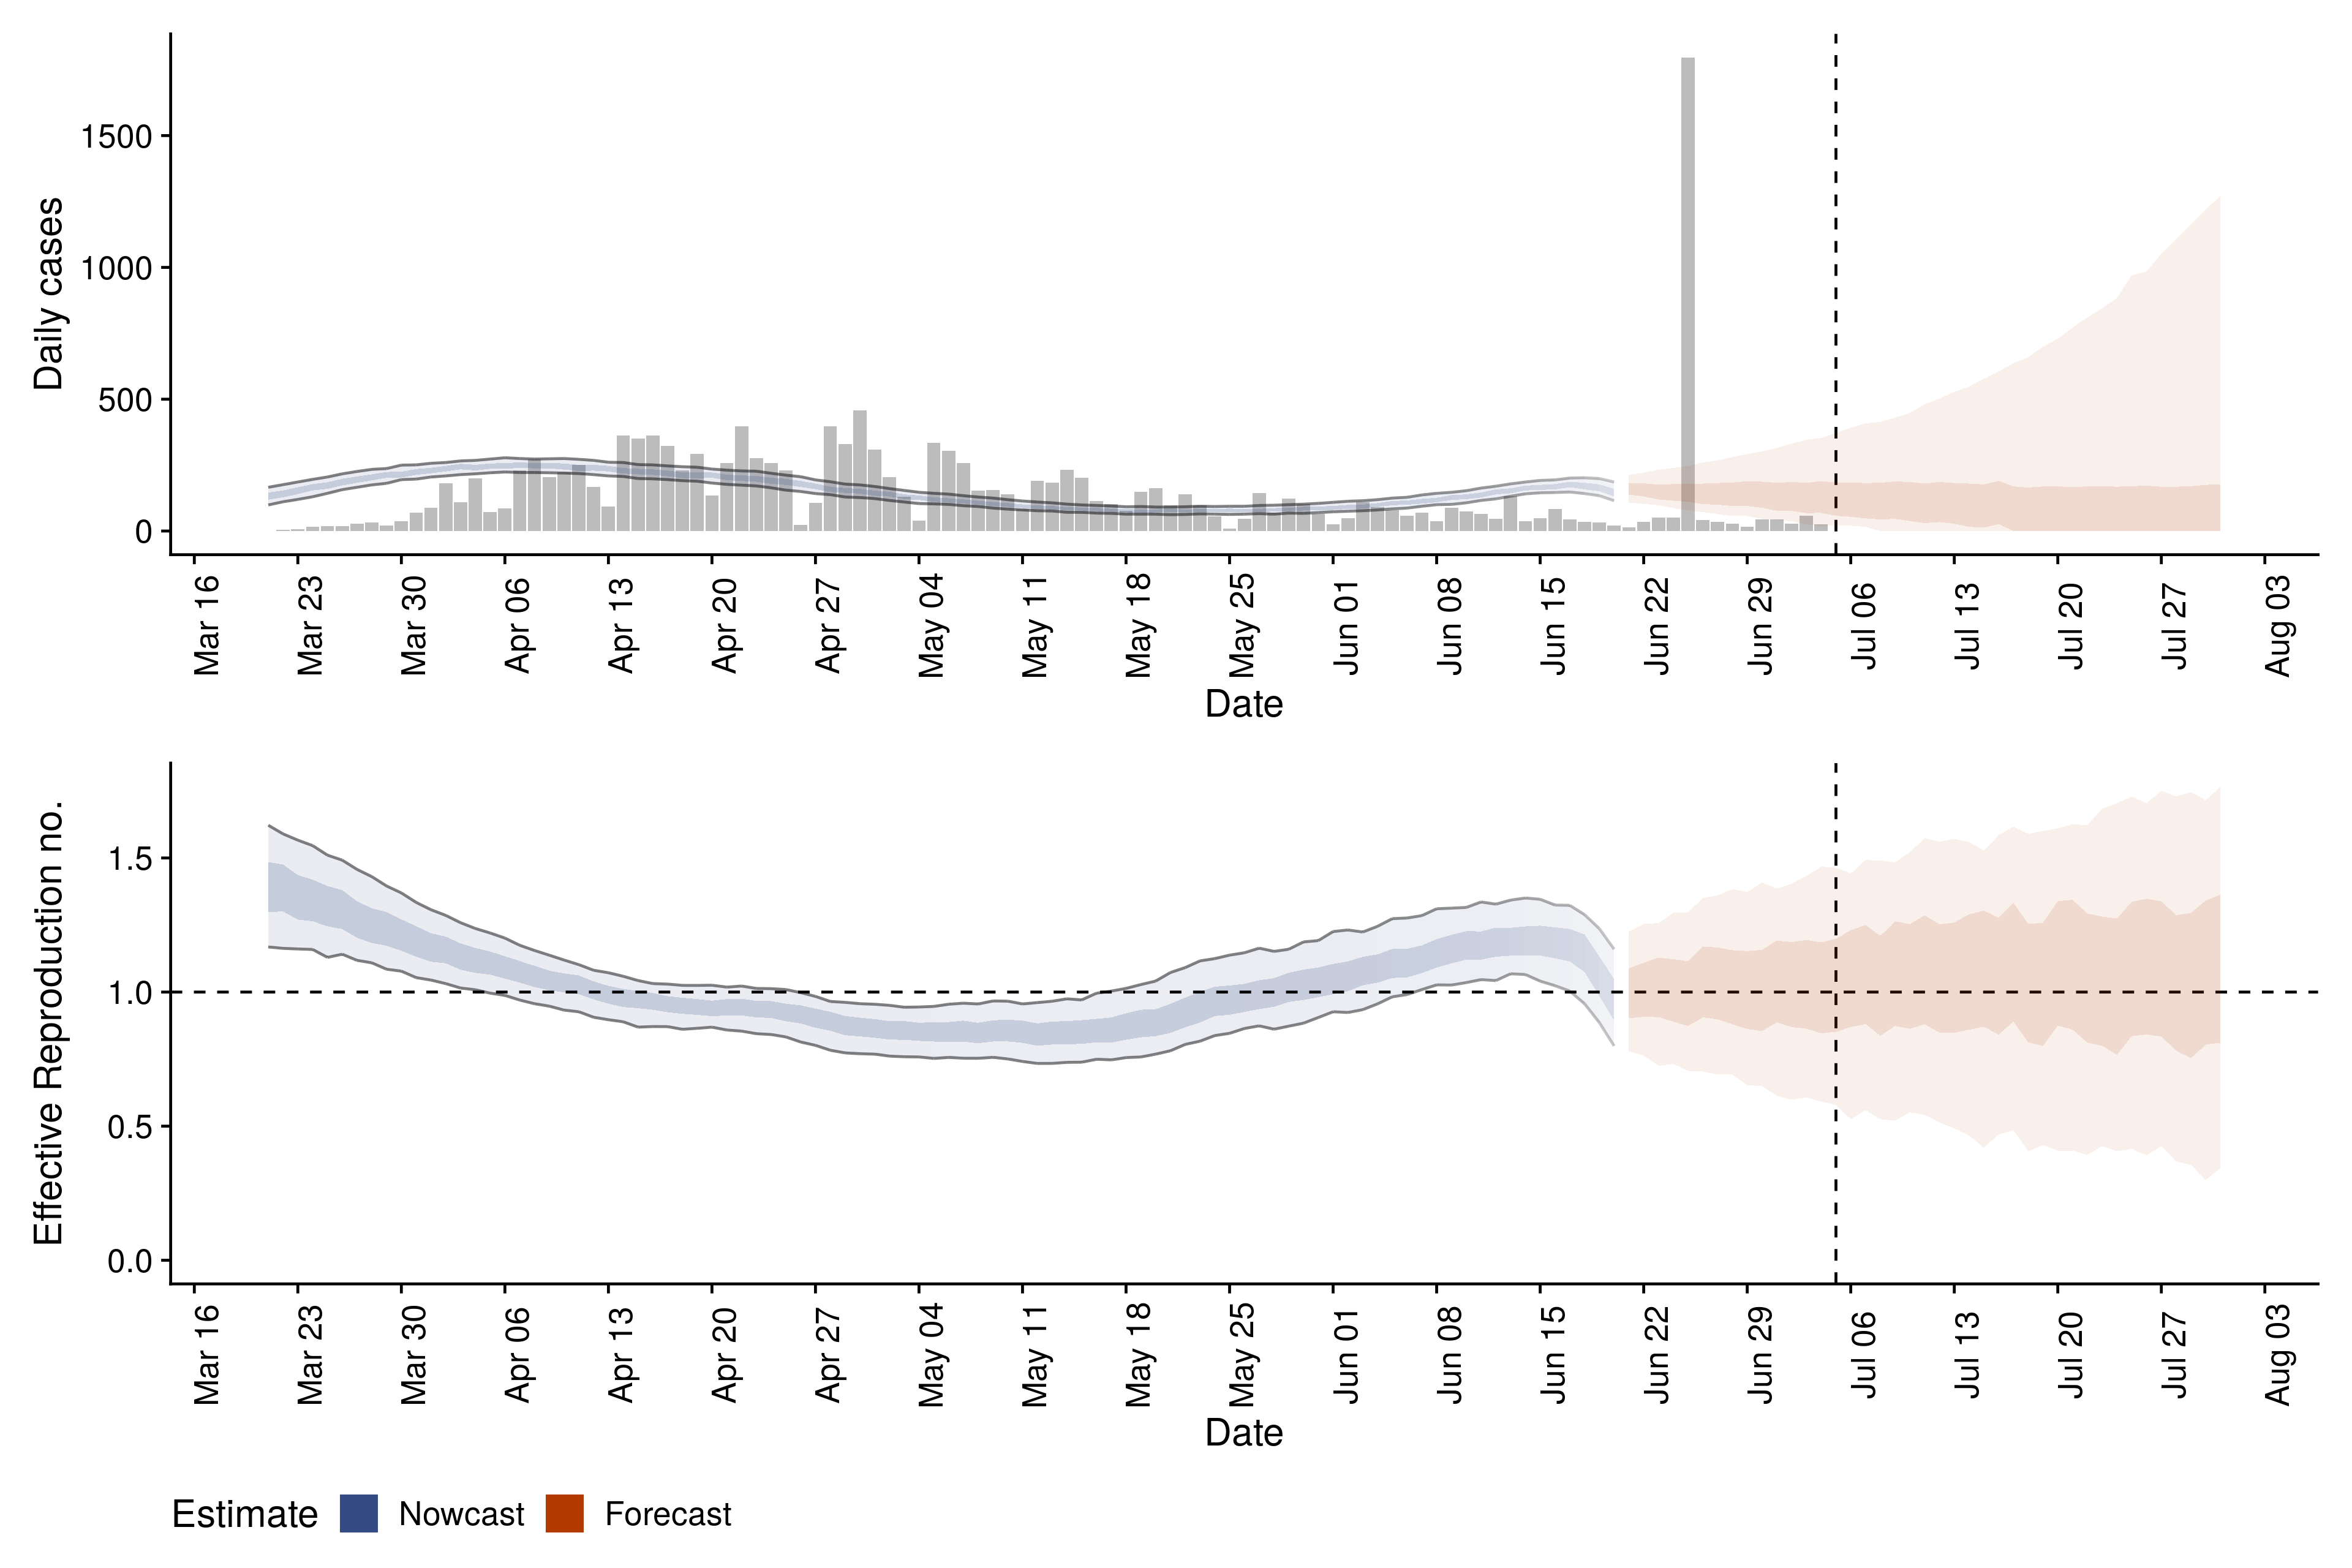 Daily cases
1500
1000
500
0
Mar 16
Mar 23
Mar 30
Apr 06
Apr 13
Apr 20
Apr 27
May 04
May 11
May 18
May 25
Jun 01
Jun 08
Jun 15
Jun 22
Jun 29
Jul 06
Jul 13
Jul 20
Jul 27
Aug 03
Date
Effective Reproduction no.
1.5
1.0
0.5
0.0
Mar 16
Mar 23
Mar 30
Apr 06
Apr 13
Apr 20
Apr 27
May 04
May 11
May 18
May 25
Jun 01
Jun 08
Jun 15
Jun 22
Jun 29
Jul 06
Jul 13
Jul 20
Jul 27
Aug 03
Date
Estimate Nowcast Forecast